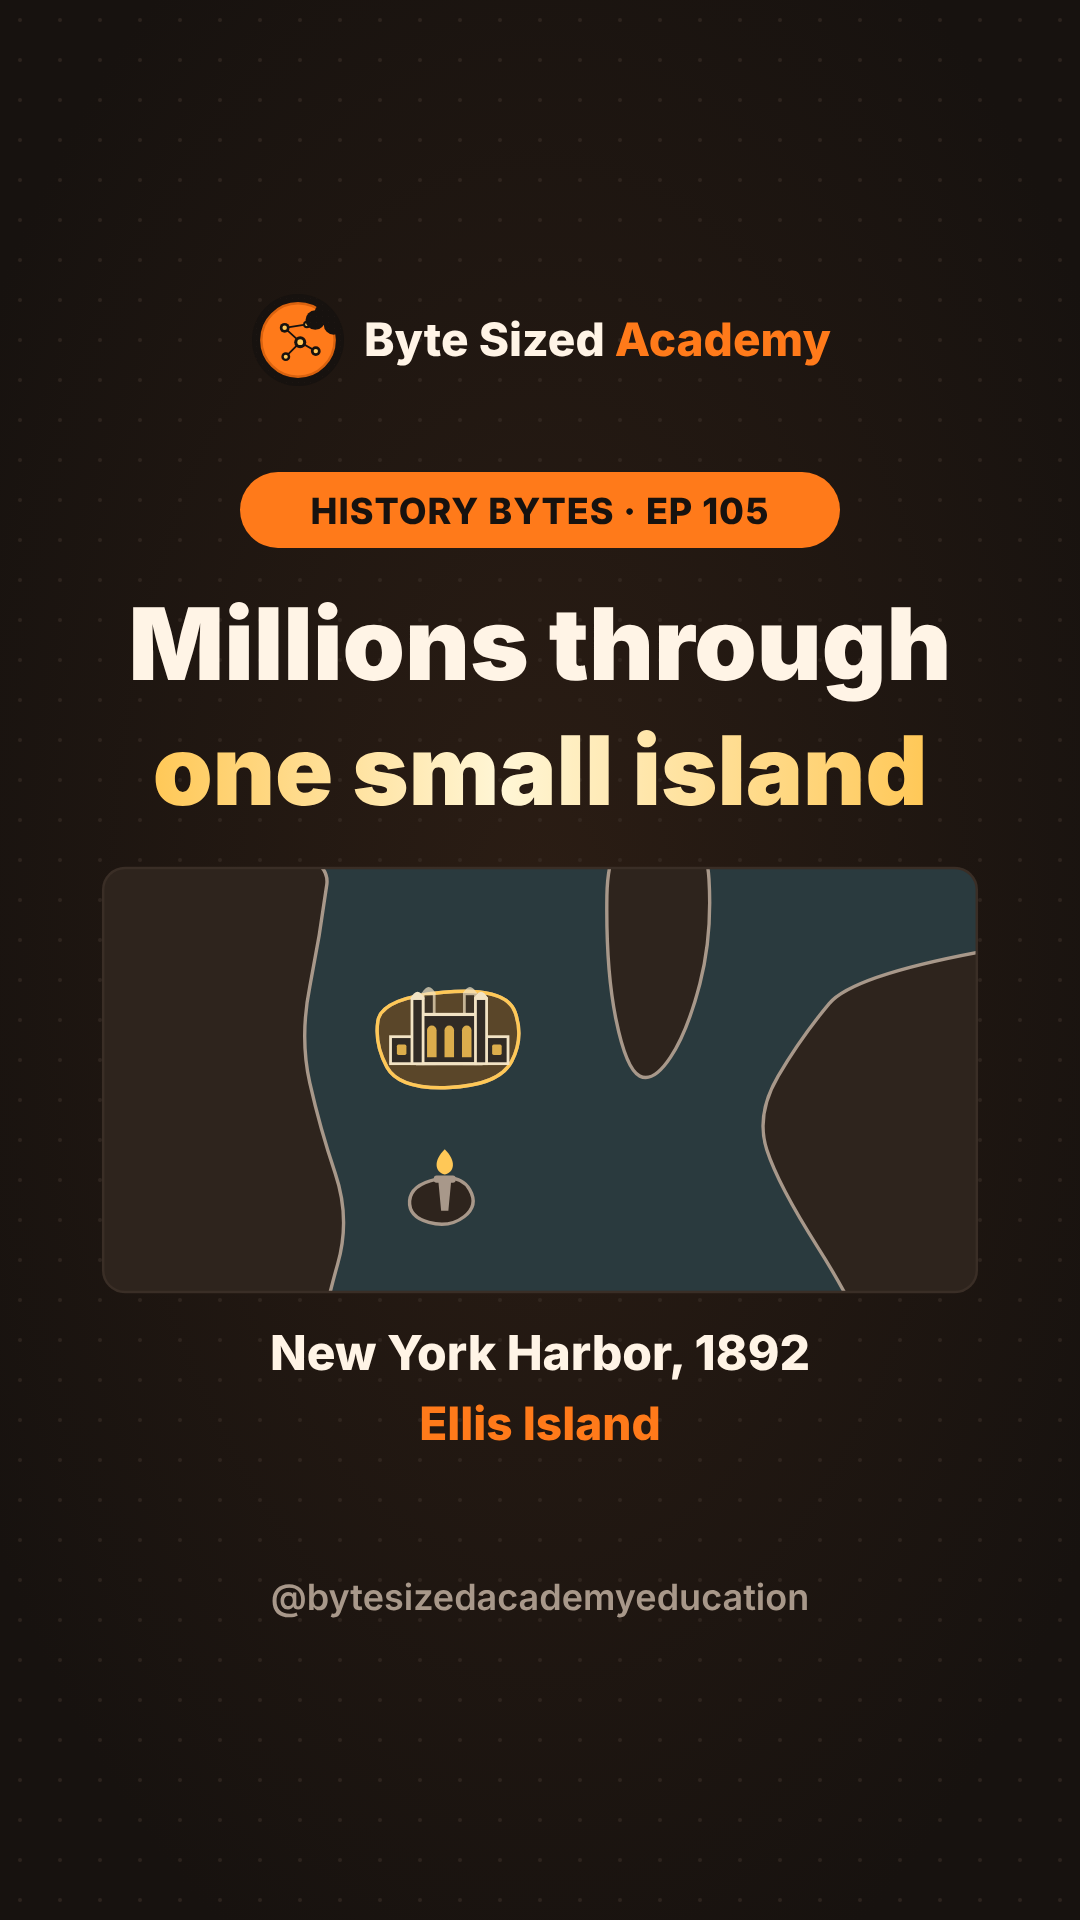 Byte Sized Academy
HISTORY BYTES · EP 105
Millions through
one small island
New York Harbor, 1892
Ellis Island
@bytesizedacademyeducation